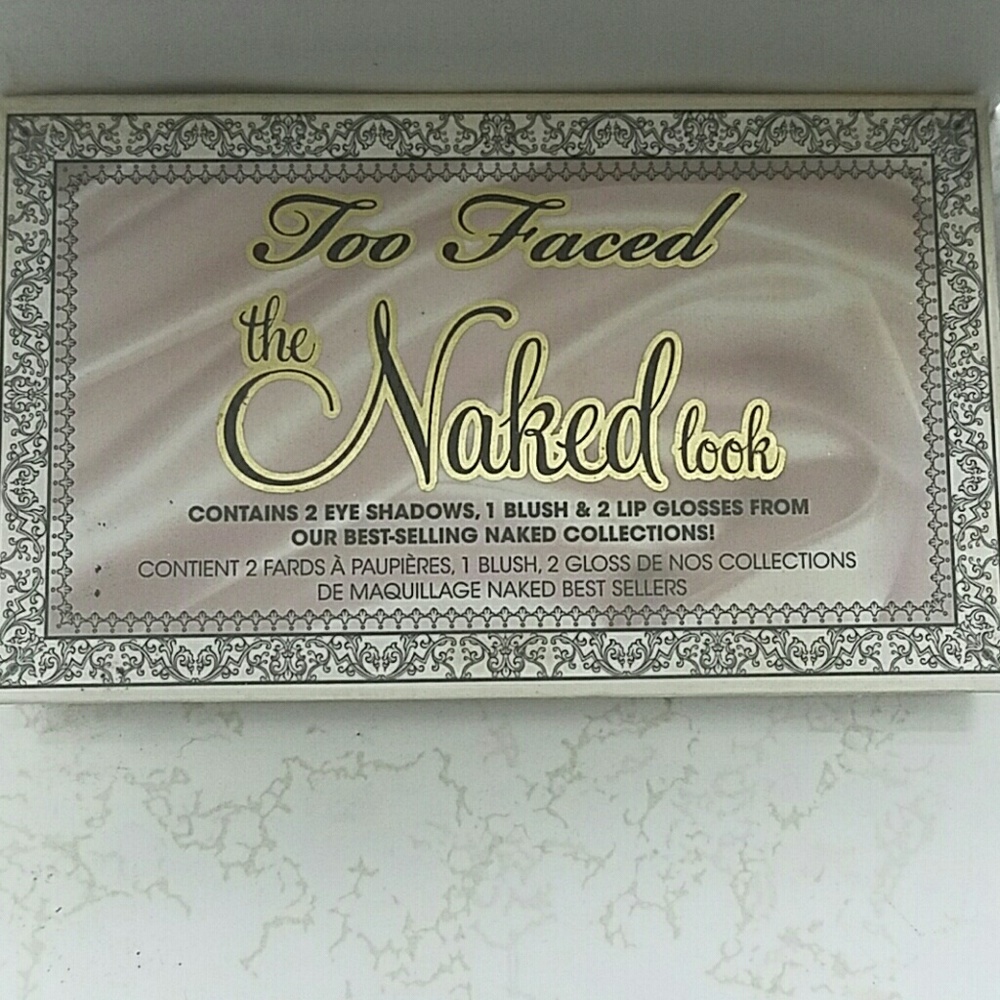 Too Faced
the
Naked look
CONTAINS 2 EYE SHADOWS, 1 BLUSH & 2 LIP GLOSSES FROM
OUR BEST-SELLING NAKED COLLECTIONS!
CONTIENT 2 FARDS À PAUPIÈRES, 1 BLUSH, 2 GLOSS DE NOS COLLECTIONS
DE MAQUILLAGE NAKED BEST SELLERS